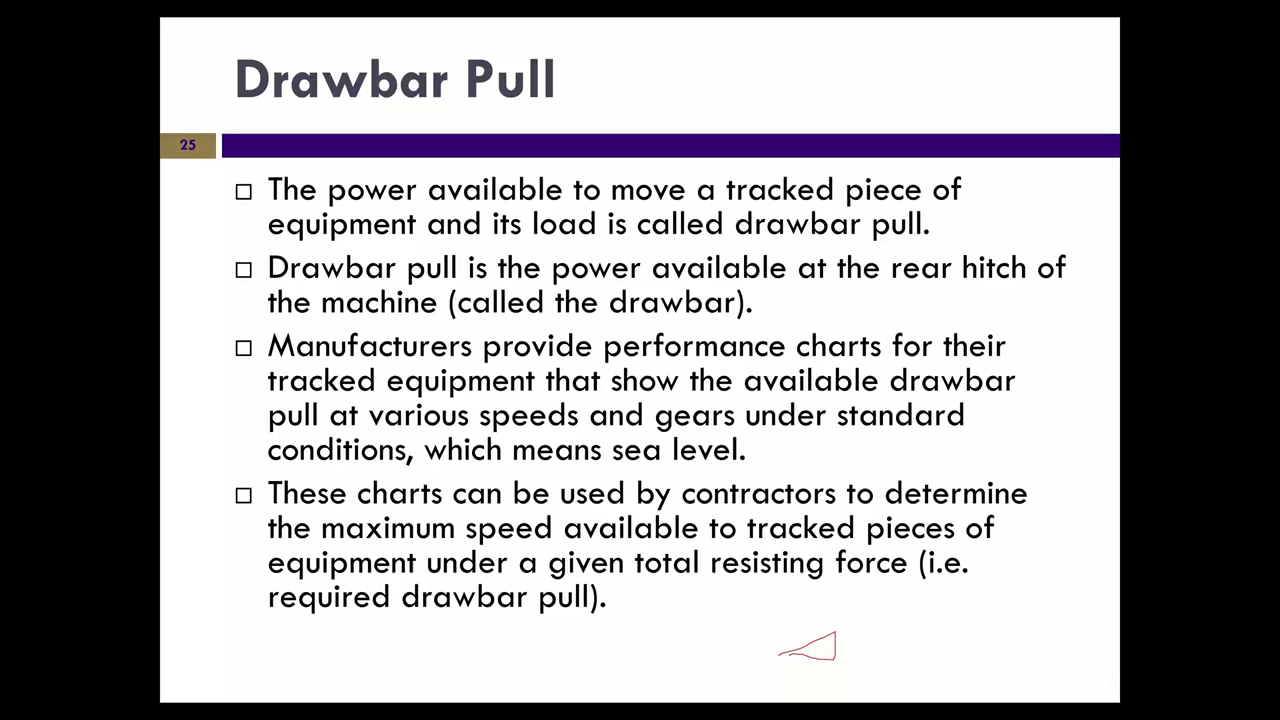 Drawbar Pull
25
The power available to move a tracked piece of
equipment and its load is called drawbar pull.
Drawbar pull is the power available at the rear hitch of
the machine (called the drawbar).
Manufacturers provide performance charts for their
tracked equipment that show the available drawbar
pull at various speeds and gears under standard
conditions, which means sea level.
These charts can be used by contractors to determine
the maximum speed available to tracked pieces of
equipment under a given total resisting force (i.e.
required drawbar pull).